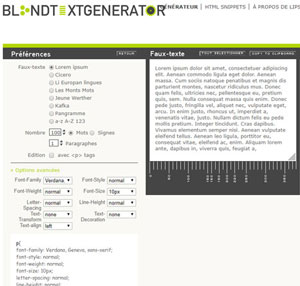 BLINDTEXTGENERATOR
GÉNÉRATEUR | HTML SNIPPETS | À PROPOS DE LIPS
Préférences RETOUR
Faux-texte Lorem ipsum
Cicero
Li Europan lingues
Les Monts Mots
Jeune Werther
Kafka
Pangramme
a-z A-Z 123
Nombre 100 Mots Signes
1 Paragraphes
Edition avec <p> tags
Options avancées
Font-Family Verdana Font-Style normal
Font-Weight normal Font-Size 10px
Letter-Spacing normal Line-Height normal
Text-Transform normal Text-Decoration
Text-align left
p{
font-family: Verdana, Geneva, sans-serif;
font-style: normal;
font-weight: normal;
font-size: 10px;
letter-spacing: normal;
line-height: normal;
Faux-texte TOUT SELECTIONNER COPY TO CLIPBOARD
Lorem ipsum dolor sit amet, consectetuer adipiscing
elit. Aenean commodo ligula eget dolor. Aenean
massa. Cum sociis natoque penatibus et magnis dis
parturient montes, nascetur ridiculus mus. Donec
quam felis, ultricies nec, pellentesque eu, pretium
quis, sem. Nulla consequat massa quis enim. Donec
pede justo, fringilla vel, aliquet nec, vulputate eget,
arcu. In enim justo, rhoncus ut, imperdiet a,
venenatis vitae, justo. Nullam dictum felis eu pede
mollis pretium. Integer tincidunt. Cras dapibus.
Vivamus elementum semper nisi. Aenean vulputate
eleifend tellus. Aenean leo ligula, porttitor eu,
consequat vitae, eleifend ac, enim. Aliquam lorem
ante, dapibus in, viverra quis, feugiat a,